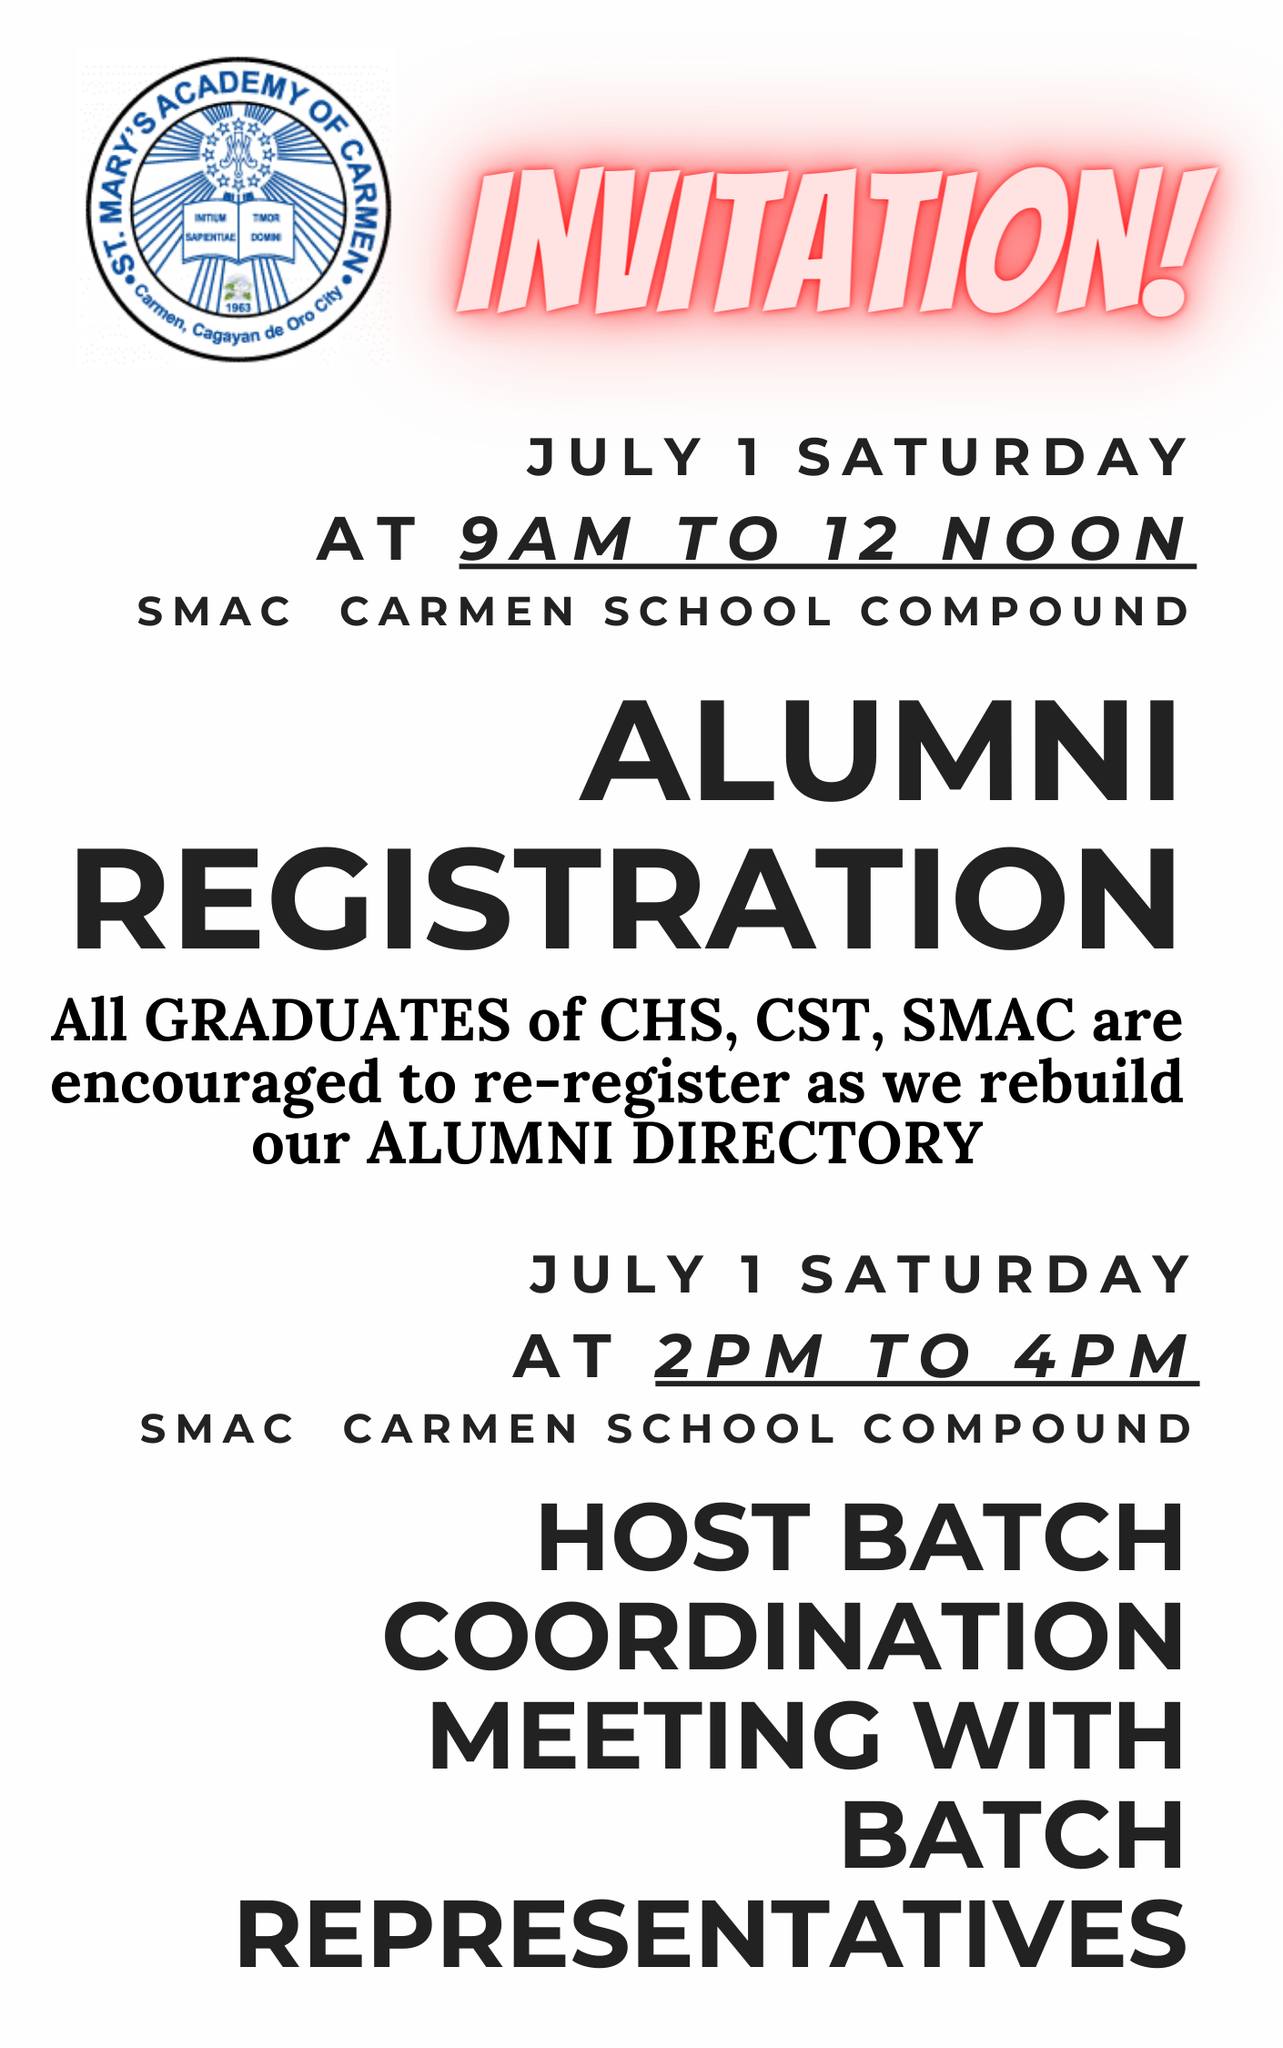 ST. MARY'S ACADEMY OF CARMEN
INITIUM TIMOR
SAPIENTIAE DOMINI
1963
Carmen, Cagayan de Oro City
INVITATION!
JULY 1 SATURDAY
AT 9AM TO 12 NOON
SMAC CARMEN SCHOOL COMPOUND
ALUMNI
REGISTRATION
All GRADUATES of CHS, CST, SMAC are
encouraged to re-register as we rebuild
our ALUMNI DIRECTORY
JULY 1 SATURDAY
AT 2PM TO 4PM
SMAC CARMEN SCHOOL COMPOUND
HOST BATCH
COORDINATION
MEETING WITH
BATCH
REPRESENTATIVES